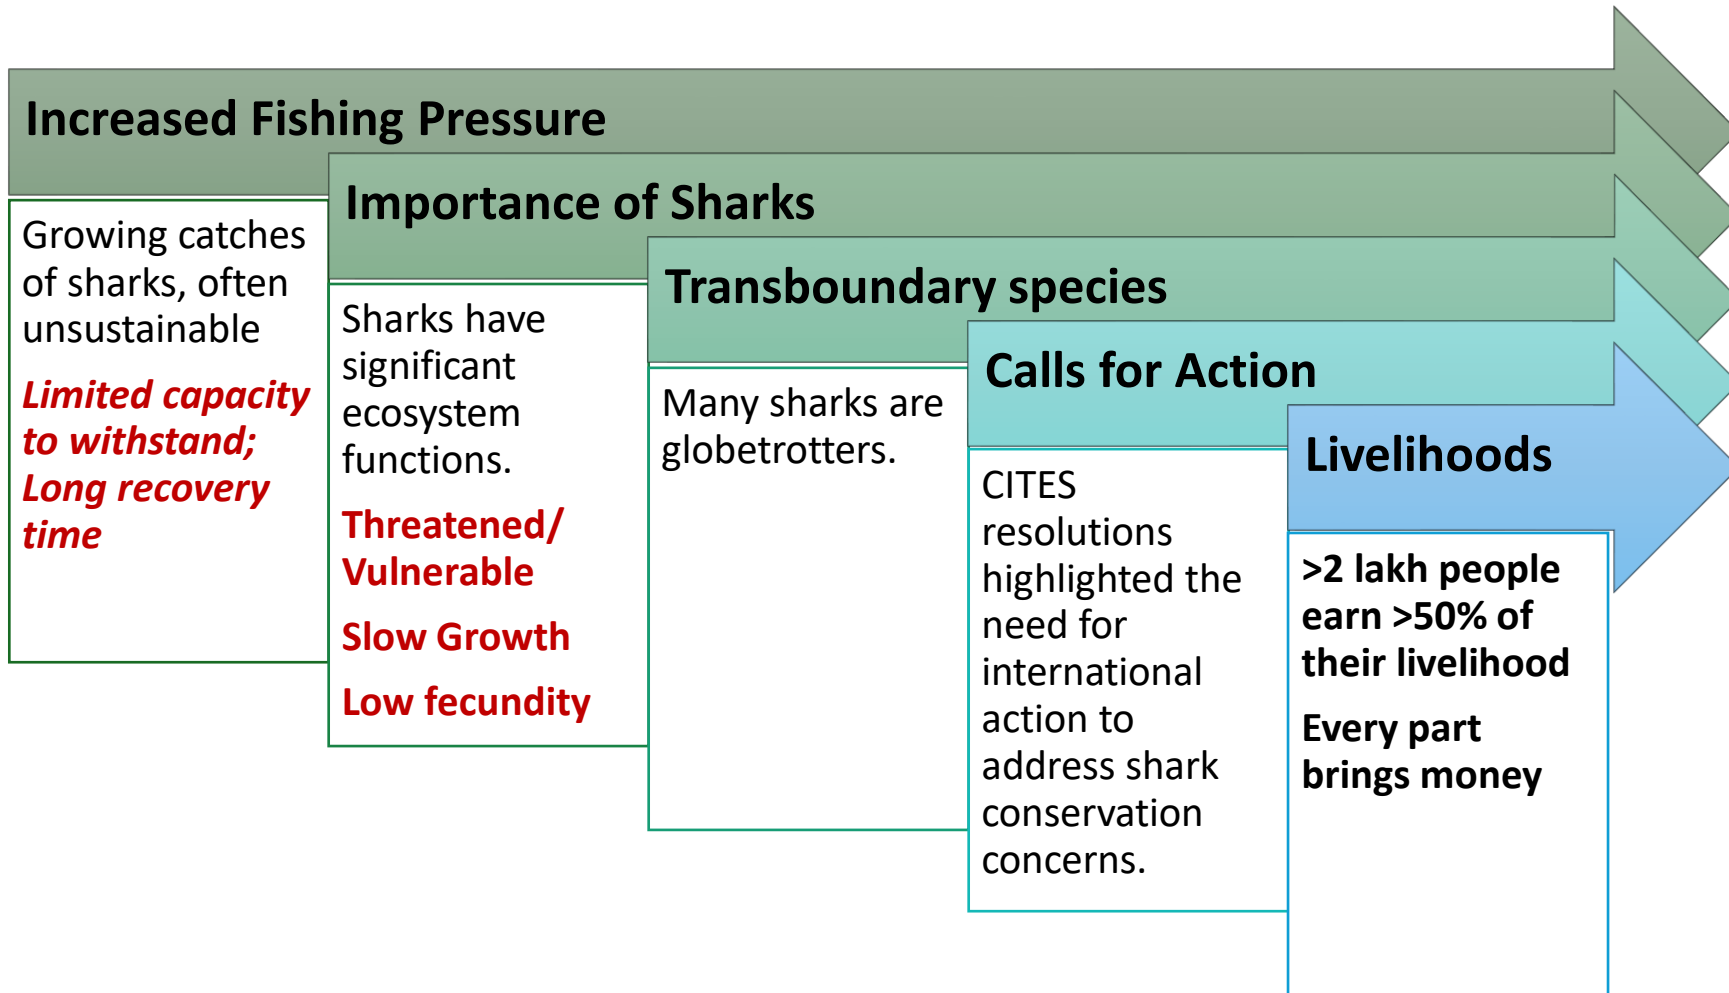 Increased Fishing Pressure
Growing catches
of sharks, often
unsustainable
Limited capacity
to withstand;
Long recovery
time
Importance of Sharks
Sharks have
significant
ecosystem
functions.
Threatened/
Vulnerable
Slow Growth
Low fecundity
Transboundary species
Many sharks are
globetrotters.
Calls for Action
CITES
resolutions
highlighted the
need for
international
action to
address shark
conservation
concerns.
Livelihoods
>2 lakh people
earn >50% of
their livelihood
Every part
brings money